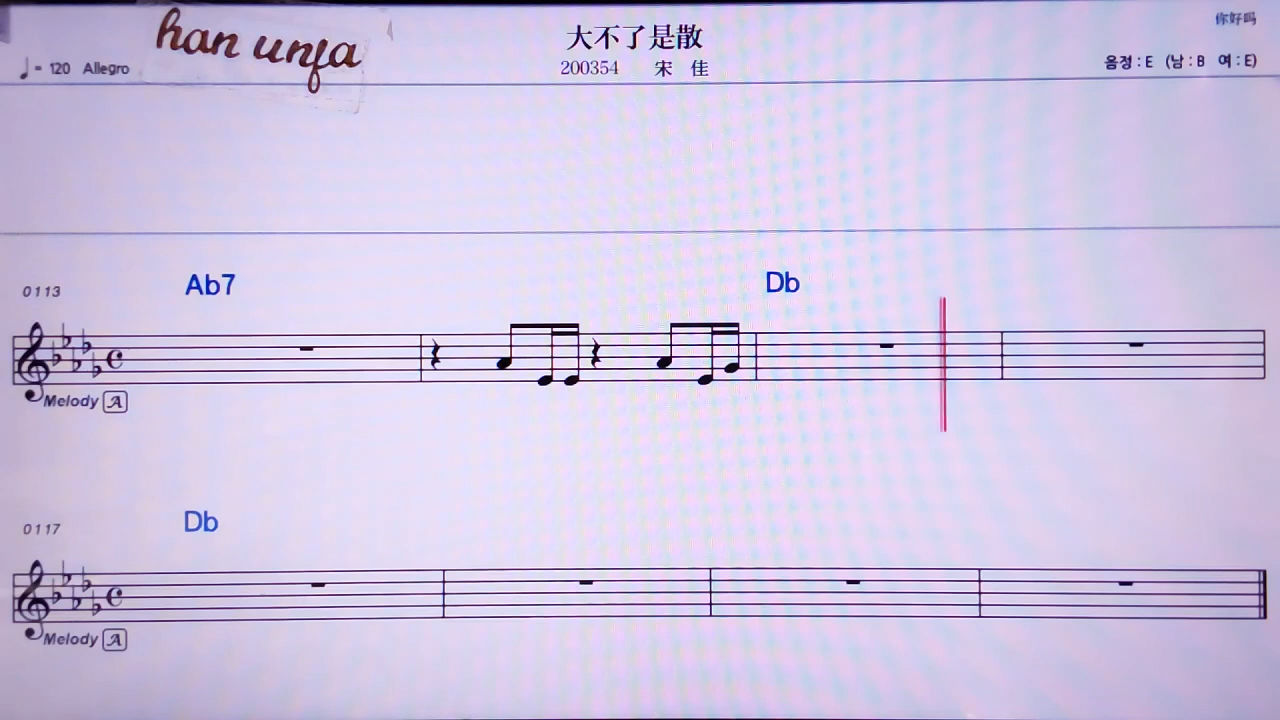 han unfa
大不了是散
你好吗
♩= 120 Allegro
200354 宋 佳
음정 : E (남 : B 여 : E)
0113
Ab7
Db
Melody A
0117
Db
Melody A